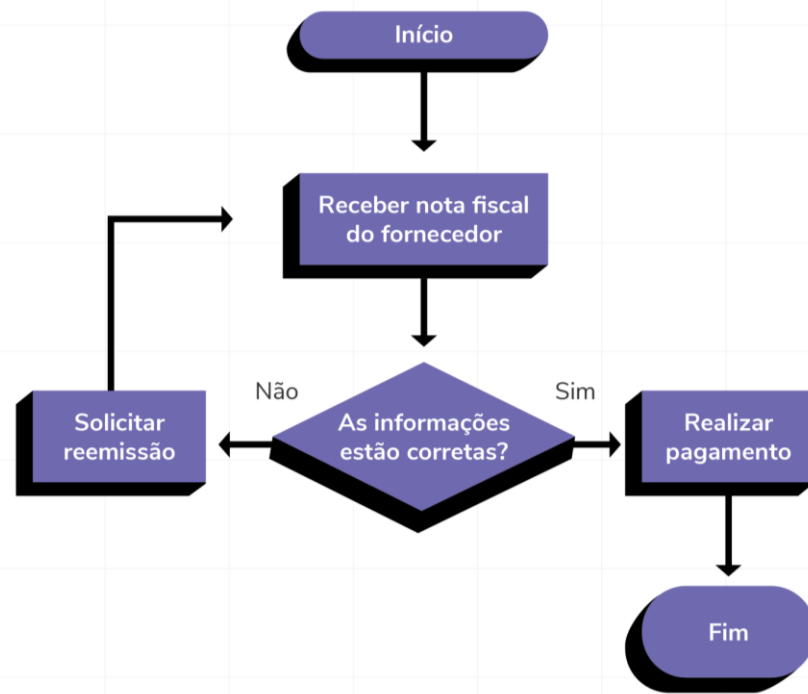 Início
Receber nota fiscal
do fornecedor
Não
Sim
As informações
estão corretas?
Solicitar
reemissão
Realizar
pagamento
Fim